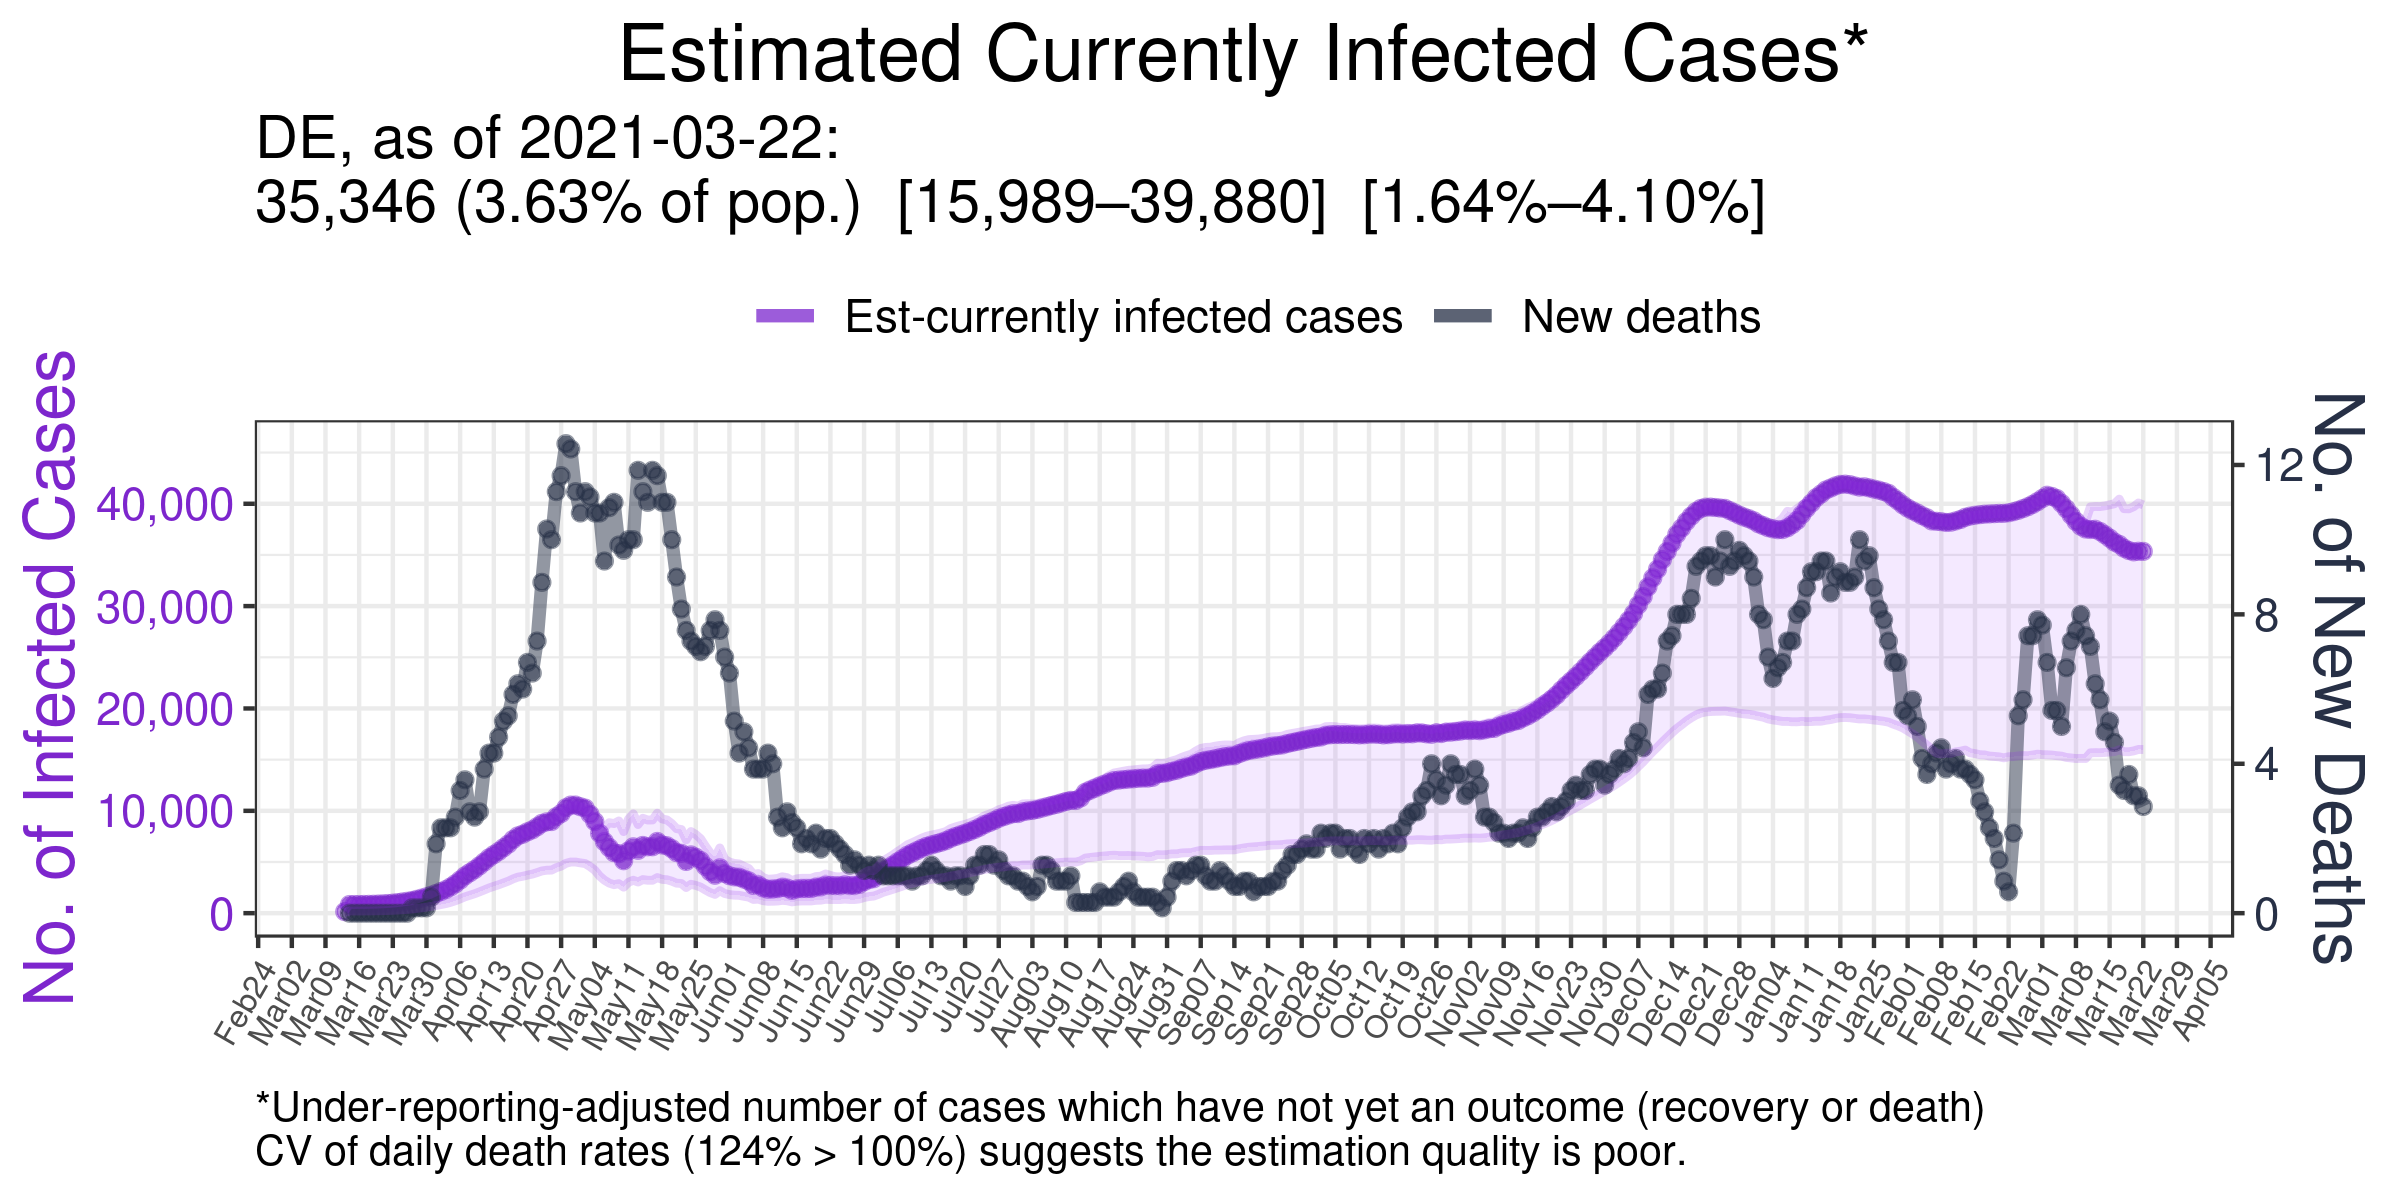 Estimated Currently Infected Cases*
DE, as of 2021-03-22:
35,346 (3.63% of pop.) [15,989–39,880] [1.64%–4.10%]
Est-currently infected cases New deaths
No. of Infected Cases
40,000
30,000
20,000
10,000
0
12
8
4
0
No. of New Deaths
Feb24 Mar02 Mar09 Mar16 Mar23 Mar30 Apr06 Apr13 Apr20 Apr27 May04 May11 May18 May25 Jun01 Jun08 Jun15 Jun22 Jun29 Jul06 Jul13 Jul20 Jul27 Aug03 Aug10 Aug17 Aug24 Aug31 Sep07 Sep14 Sep21 Sep28 Oct05 Oct12 Oct19 Oct26 Nov02 Nov09 Nov16 Nov23 Nov30 Dec07 Dec14 Dec21 Dec28 Jan04 Jan11 Jan18 Jan25 Feb01 Feb08 Feb15 Feb22 Mar01 Mar08 Mar15 Mar22 Mar29 Apr05
*Under-reporting-adjusted number of cases which have not yet an outcome (recovery or death)
CV of daily death rates (124% > 100%) suggests the estimation quality is poor.